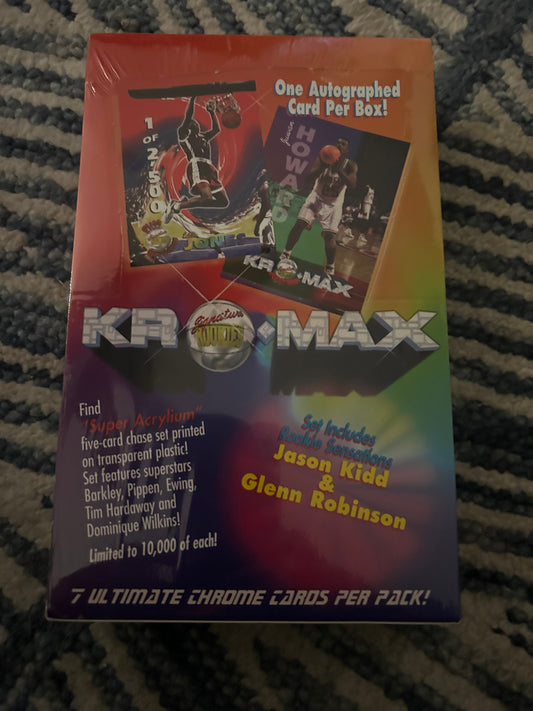 One Autographed
Card Per Box!
1 OF 2500
JONES
Juwan
HOWARD
KRO•MAX
KR Signature ROOKIES •MAX
Find
"Super Acrylium"
five-card chase set printed
on transparent plastic!
Set features superstars
Barkley, Pippen, Ewing,
Tim Hardaway and
Dominique Wilkins!
Limited to 10,000 of each!
Set Includes
Rookie Sensations
Jason Kidd
&
Glenn Robinson
7 ULTIMATE CHROME CARDS PER PACK!